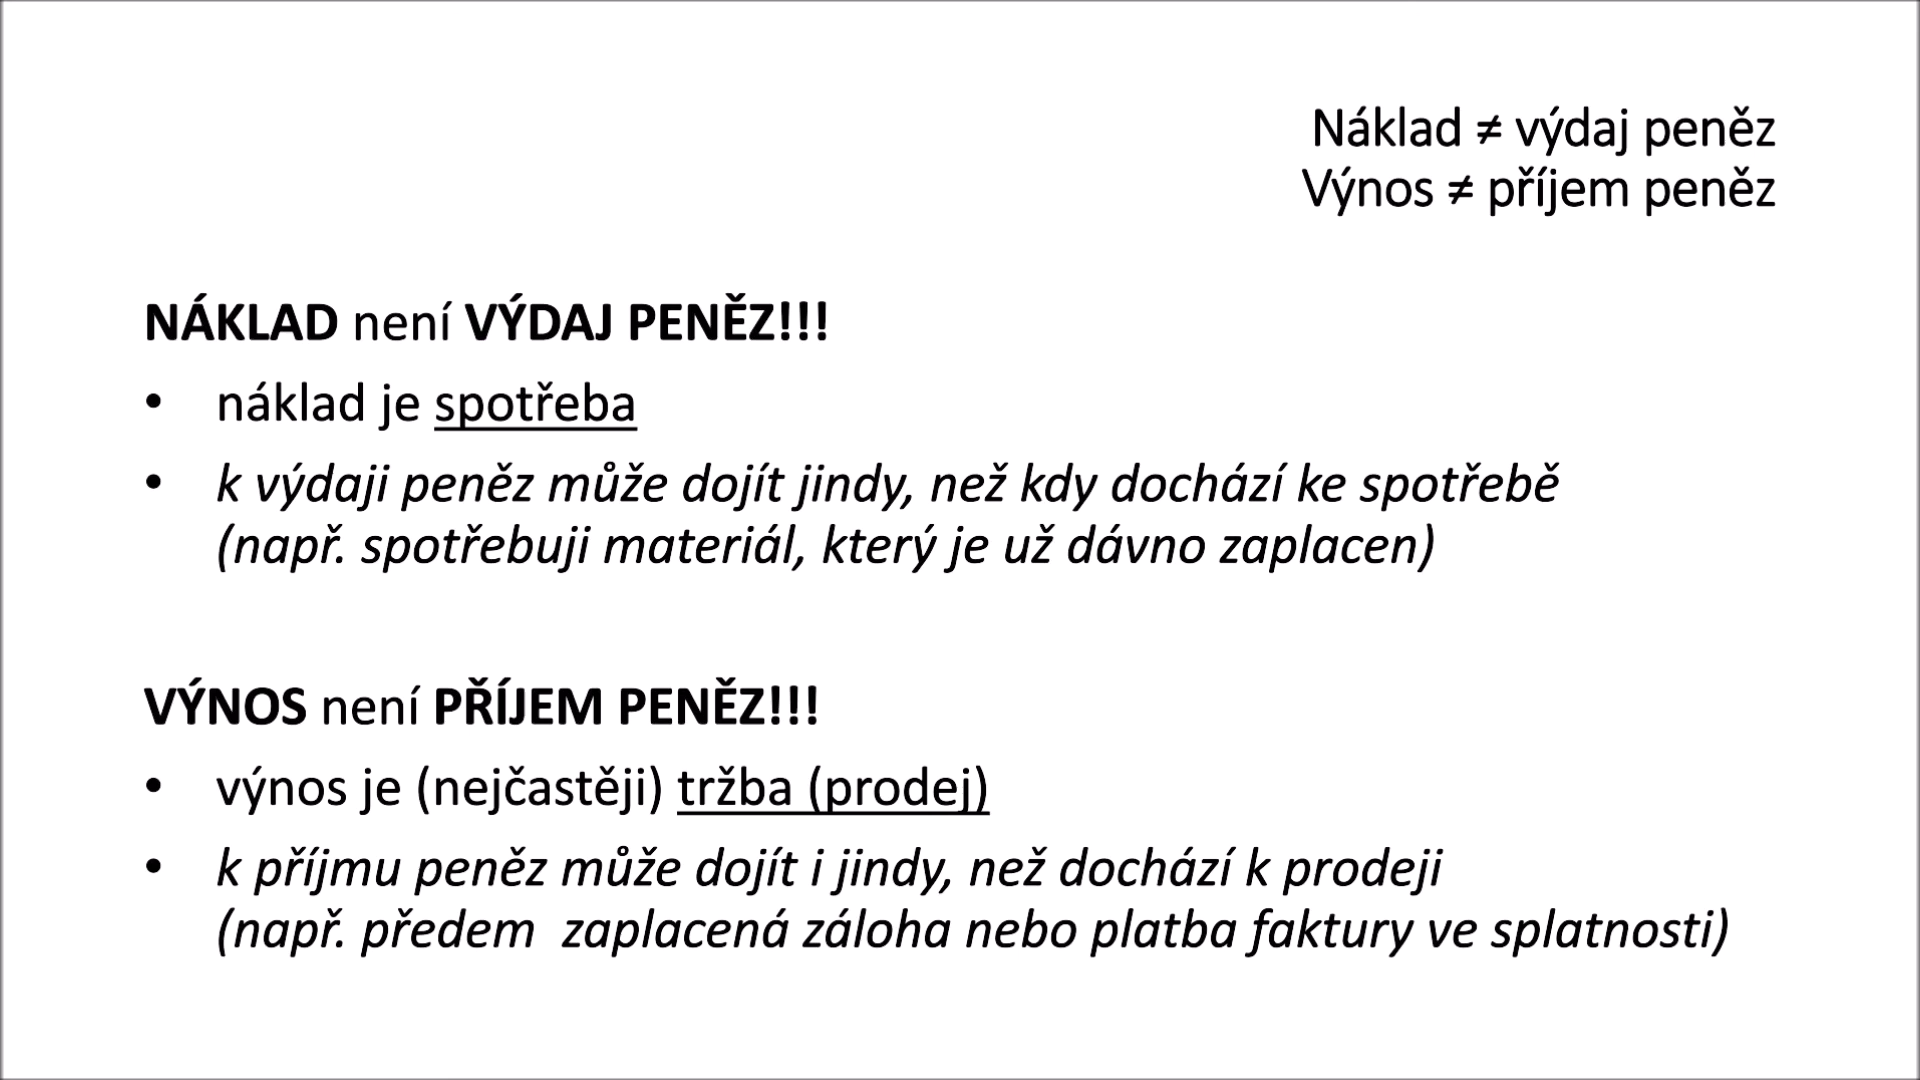 Náklad ≠ výdaj peněz
Výnos ≠ příjem peněz
NÁKLAD není VÝDAJ PENĚZ!!!
• náklad je spotřeba
• k výdaji peněz může dojít jindy, než kdy dochází ke spotřebě
(např. spotřebuji materiál, který je už dávno zaplacen)
VÝNOS není PŘÍJEM PENĚZ!!!
• výnos je (nejčastěji) tržba (prodej)
• k příjmu peněz může dojít i jindy, než dochází k prodeji
(např. předem  zaplacená záloha nebo platba faktury ve splatnosti)